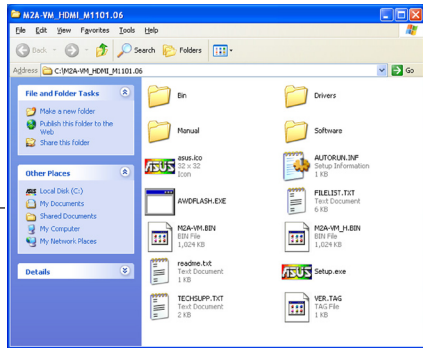 M2A-VM_HDMI_M1101.06
File Edit View Favorites Tools Help
Back Search Folders
Address C:\M2A-VM_HDMI_M1101.06 Go
File and Folder Tasks
Make a new folder
Publish this folder to the
Web
Share this folder
Other Places
Local Disk (C:)
My Documents
Shared Documents
My Computer
My Network Places
Details
Bin
Drivers
Manual
Software
asus.ico
32 x 32
Icon
AUTORUN.INF
Setup Information
1 KB
AWDFLASH.EXE
FILELIST.TXT
Text Document
6 KB
M2A-VM.BIN
BIN File
1,024 KB
M2A-VM_H.BIN
BIN File
1,024 KB
readme.txt
Text Document
1 KB
Setup.exe
TECHSUPP.TXT
Text Document
2 KB
VER.TAG
TAG File
1 KB
ASUS
ASUS